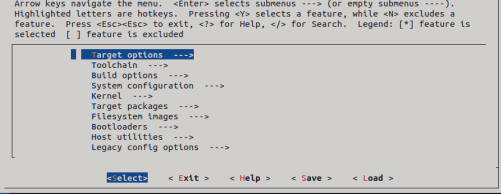 Arrow keys navigate the menu.  <Enter> selects submenus ---> (or empty submenus ----).
Highlighted letters are hotkeys.  Pressing <Y> selects a feature, while <N> excludes a
feature.  Press <Esc><Esc> to exit, <?> for Help, </> for Search.  Legend: [*] feature is
selected  [ ] feature is excluded
Target options  --->
Toolchain  --->
Build options  --->
System configuration  --->
Kernel  --->
Target packages  --->
Filesystem images  --->
Bootloaders  --->
Host utilities  --->
Legacy config options  --->
<Select>    < Exit >    < Help >    < Save >    < Load >